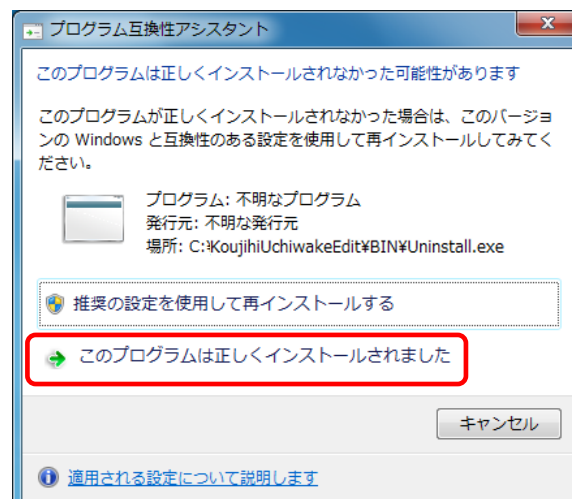 プログラム互換性アシスタント
このプログラムは正しくインストールされなかった可能性があります
このプログラムが正しくインストールされなかった場合は、このバージョ
ンの Windows と互換性のある設定を使用して再インストールしてみてく
ださい。
プログラム: 不明なプログラム
発行元: 不明な発行元
場所: C:¥KoujihiUchiwakeEdit¥BIN¥Uninstall.exe
推奨の設定を使用して再インストールする
このプログラムは正しくインストールされました
キャンセル
適用される設定について説明します